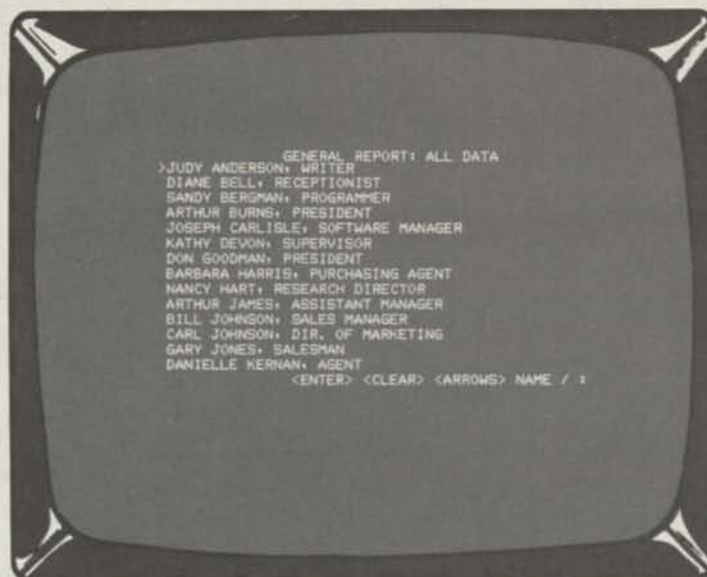 GENERAL REPORT: ALL DATA
>JUDY ANDERSON, WRITER
DIANE BELL, RECEPTIONIST
SANDY BERGMAN, PROGRAMMER
ARTHUR BURNS, PRESIDENT
JOSEPH CARLISLE, SOFTWARE MANAGER
KATHY DEVON, SUPERVISOR
DON GOODMAN, PRESIDENT
BARBARA HARRIS, PURCHASING AGENT
NANCY HART, RESEARCH DIRECTOR
ARTHUR JAMES, ASSISTANT MANAGER
BILL JOHNSON, SALES MANAGER
CARL JOHNSON, DIR. OF MARKETING
GARY JONES, SALESMAN
DANIELLE KERNAN, AGENT
<ENTER> <CLEAR> <ARROWS> NAME / :